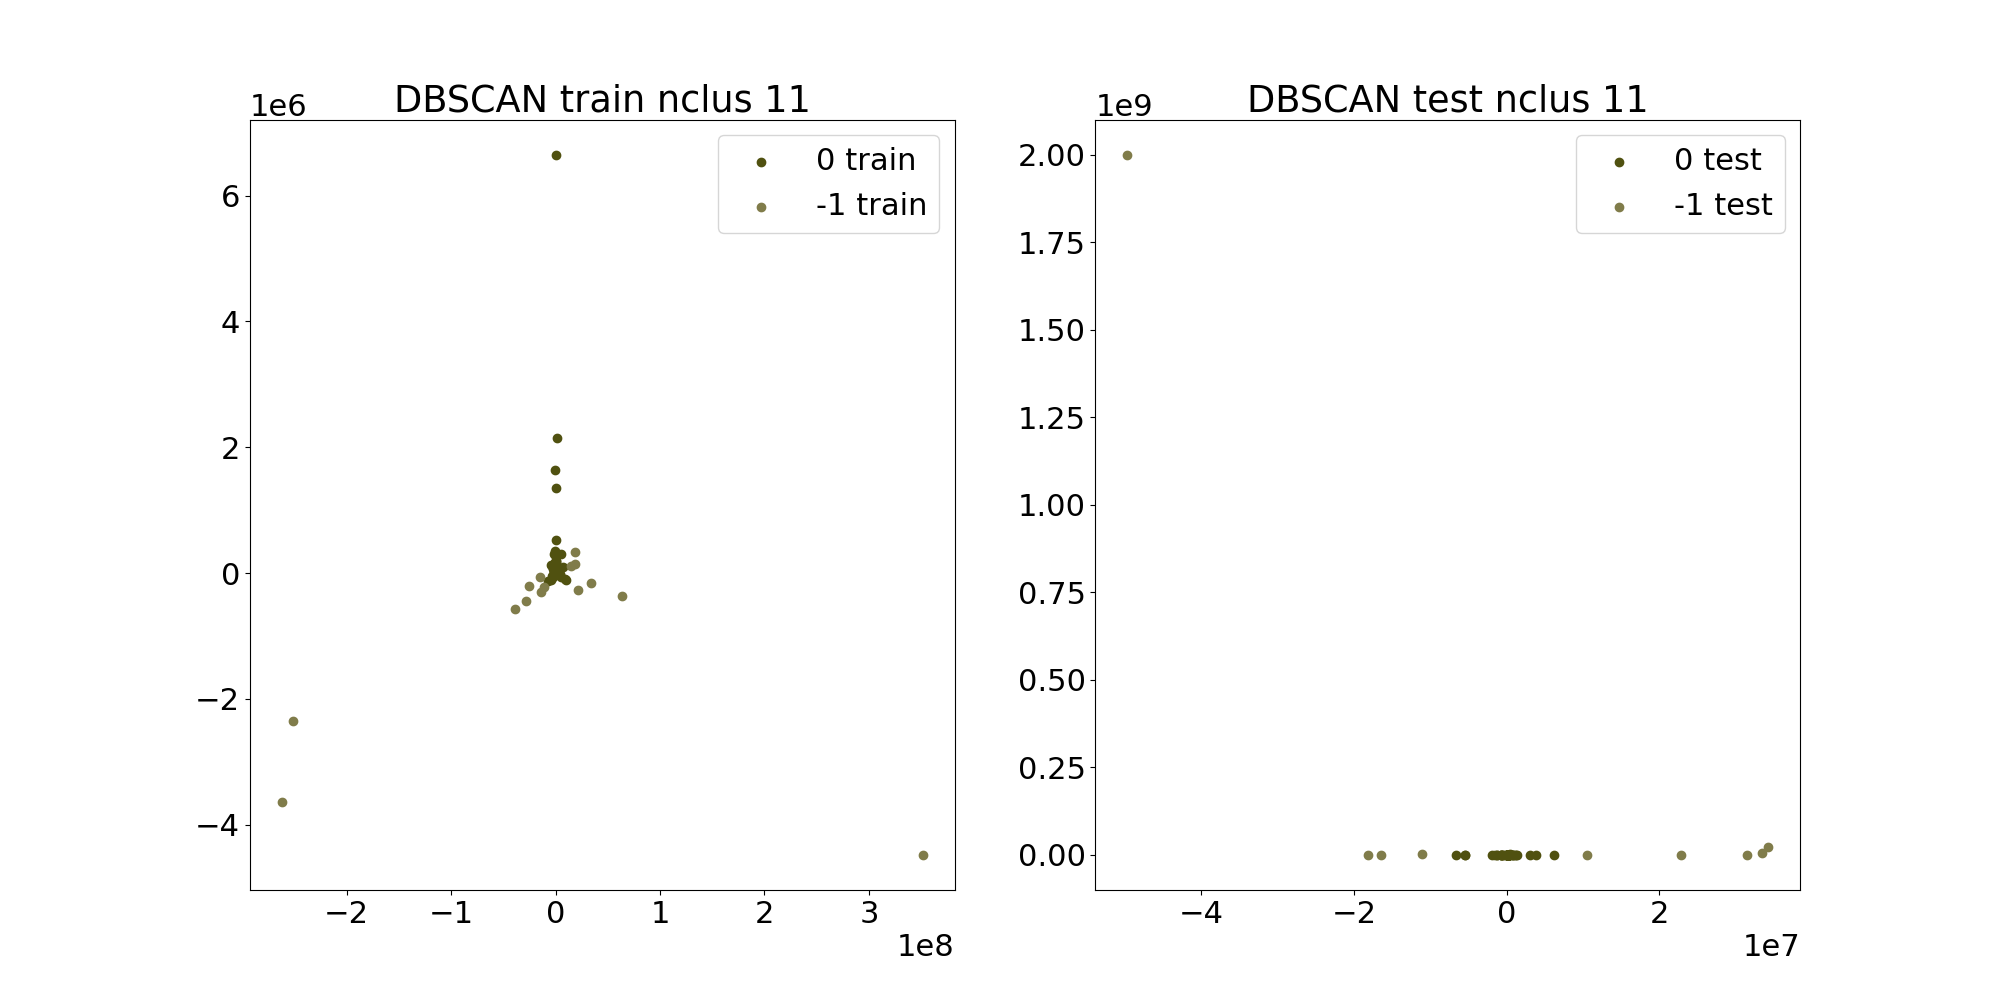 DBSCAN train nclus 11
1e6
0 train
-1 train
6
4
2
0
−2
−4
−2
−1
0
1
2
3
1e8
DBSCAN test nclus 11
1e9
0 test
-1 test
2.00
1.75
1.50
1.25
1.00
0.75
0.50
0.25
0.00
−4
−2
0
2
1e7